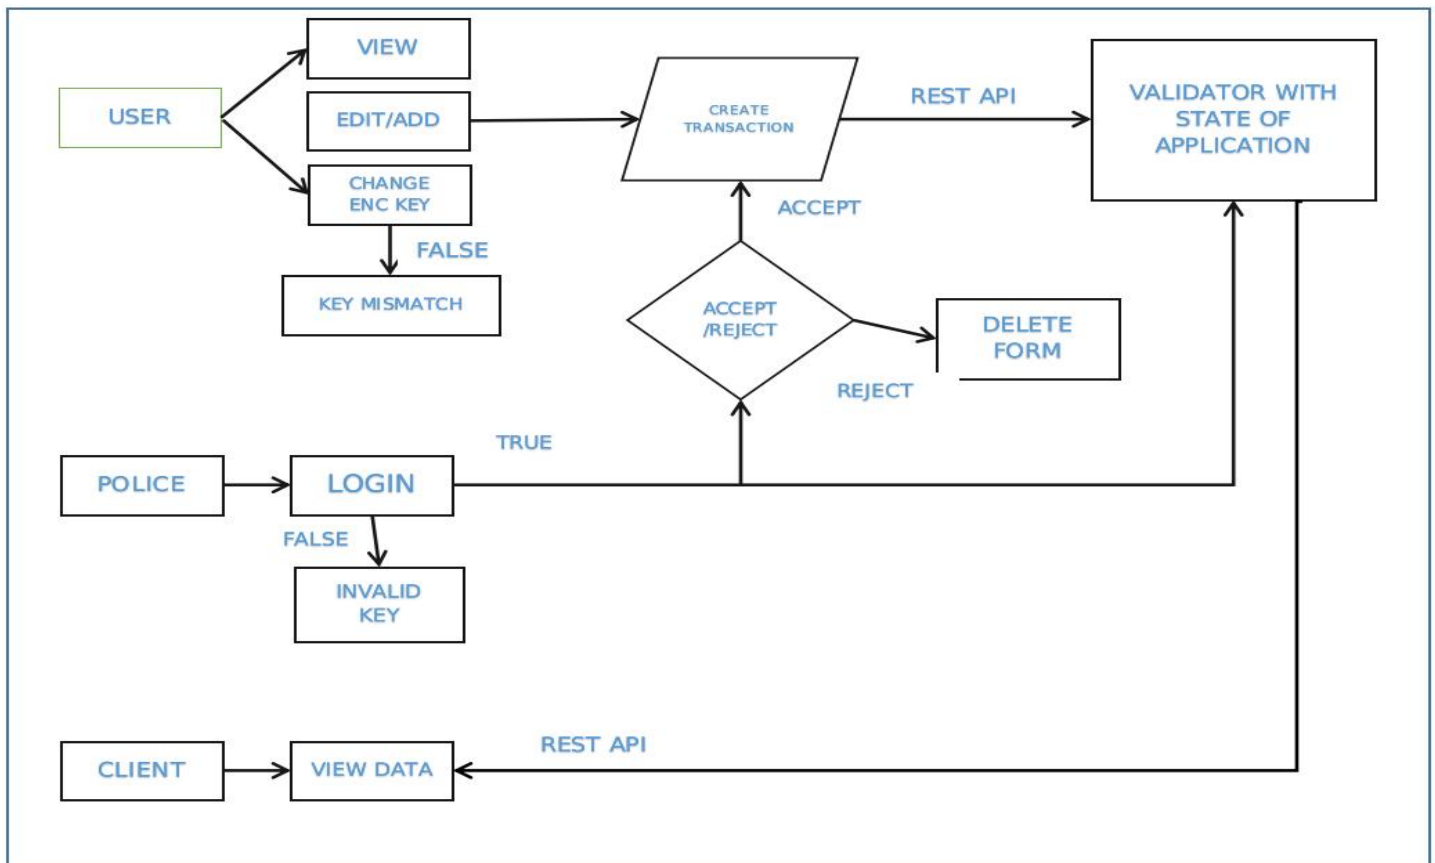 VIEW
USER
EDIT/ADD
CHANGE
ENC KEY
FALSE
KEY MISMATCH
CREATE
TRANSACTION
REST API
VALIDATOR WITH
STATE OF
APPLICATION
ACCEPT
ACCEPT
/REJECT
DELETE
FORM
REJECT
TRUE
POLICE
LOGIN
FALSE
INVALID
KEY
REST API
CLIENT
VIEW DATA